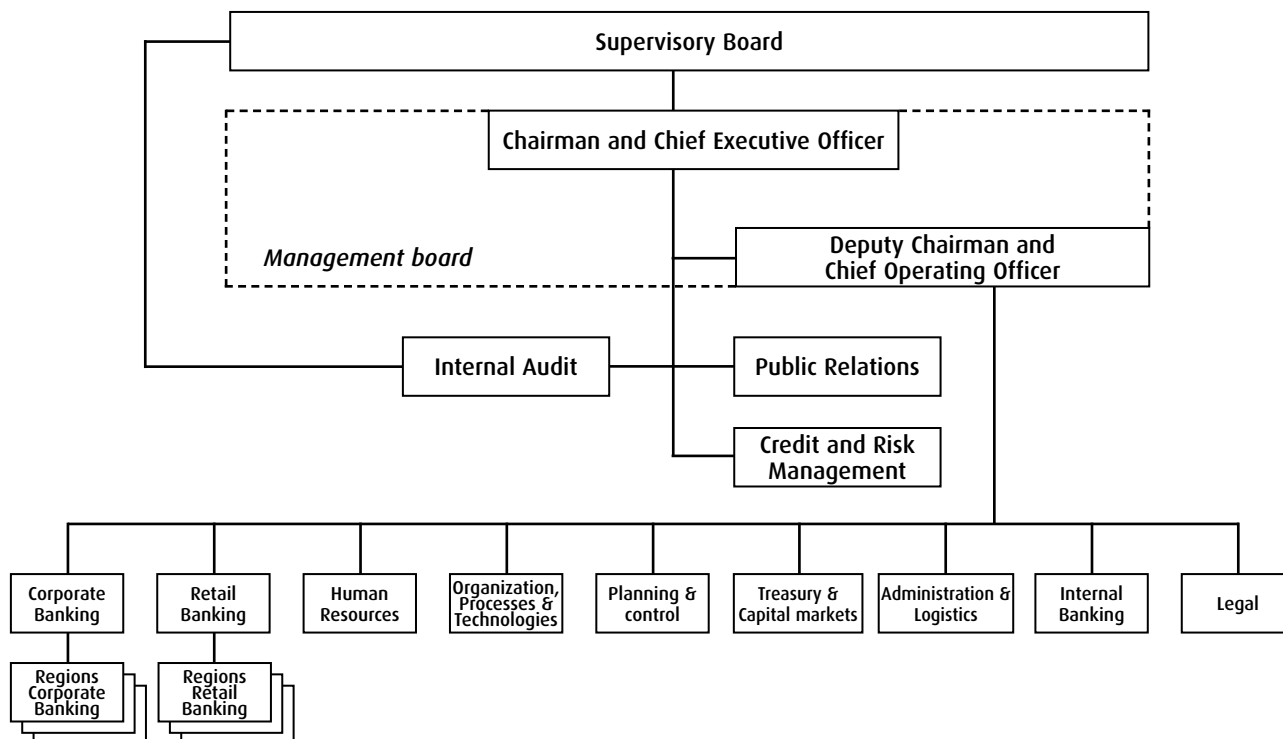 Supervisory Board
Chairman and Chief Executive Officer
Management board
Deputy Chairman and
Chief Operating Officer
Internal Audit
Public Relations
Credit and Risk
Management
Corporate
Banking
Retail
Banking
Human
Resources
Organization,
Processes &
Technologies
Planning &
control
Treasury &
Capital markets
Administration &
Logistics
Internal
Banking
Legal
Regions
Corporate
Banking
Regions
Retail
Banking